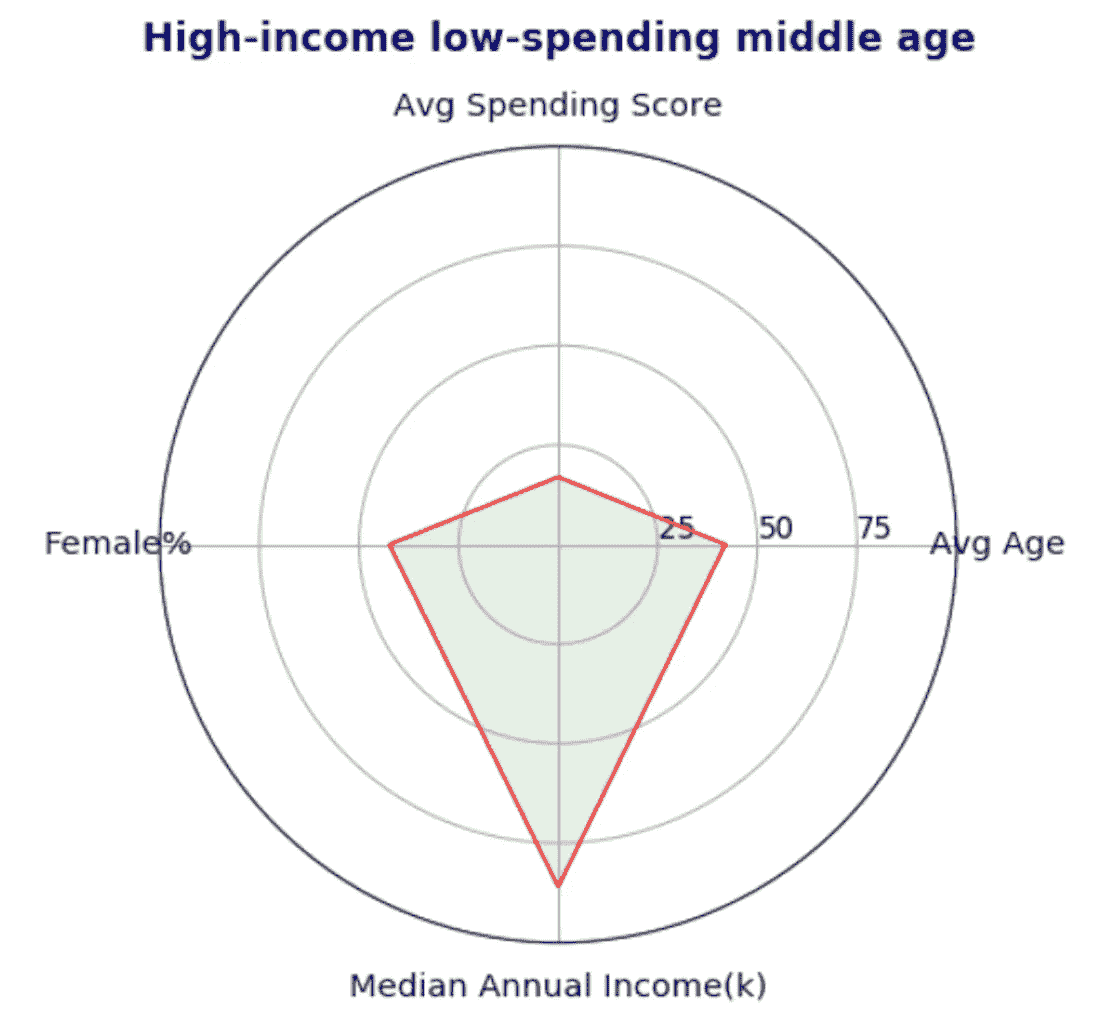 High-income low-spending middle age
Avg Spending Score
25 50 75
Female% Avg Age
Median Annual Income(k)